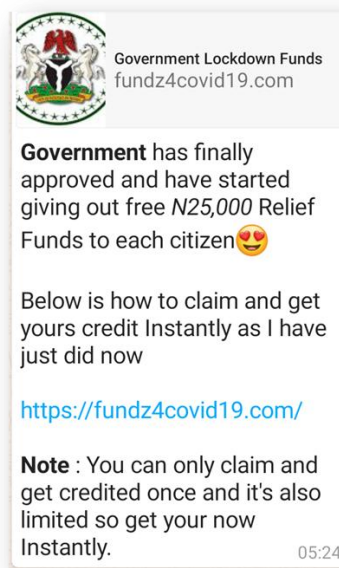 Government Lockdown Funds
fundz4covid19.com
Government has finally
approved and have started
giving out free N25,000 Relief
Funds to each citizen😍
Below is how to claim and get
yours credit Instantly as I have
just did now
https://fundz4covid19.com/
Note : You can only claim and
get credited once and it's also
limited so get your now
Instantly.
05:24